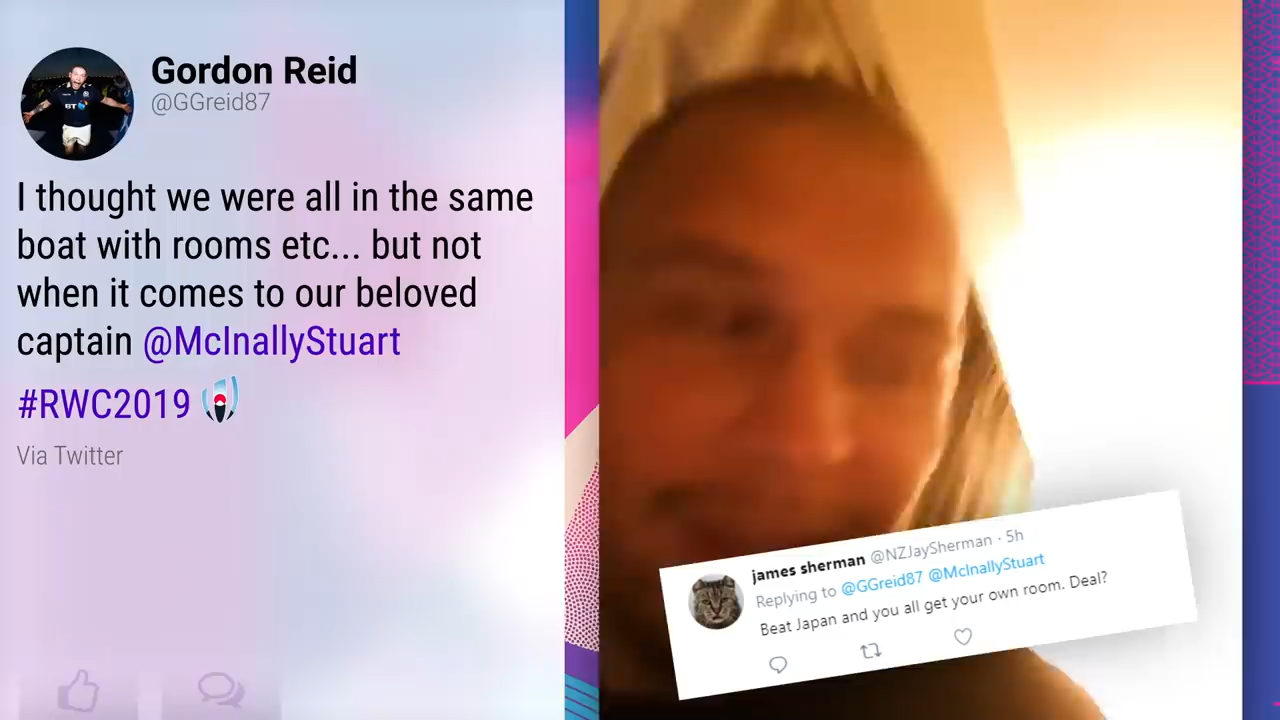 Gordon Reid
@GGreid87
BT
I thought we were all in the same
boat with rooms etc... but not
when it comes to our beloved
captain @McInallyStuart
#RWC2019
Via Twitter
james sherman @NZJaySherman · 5h
Replying to @GGreid87 @McInallyStuart
Beat Japan and you all get your own room. Deal?